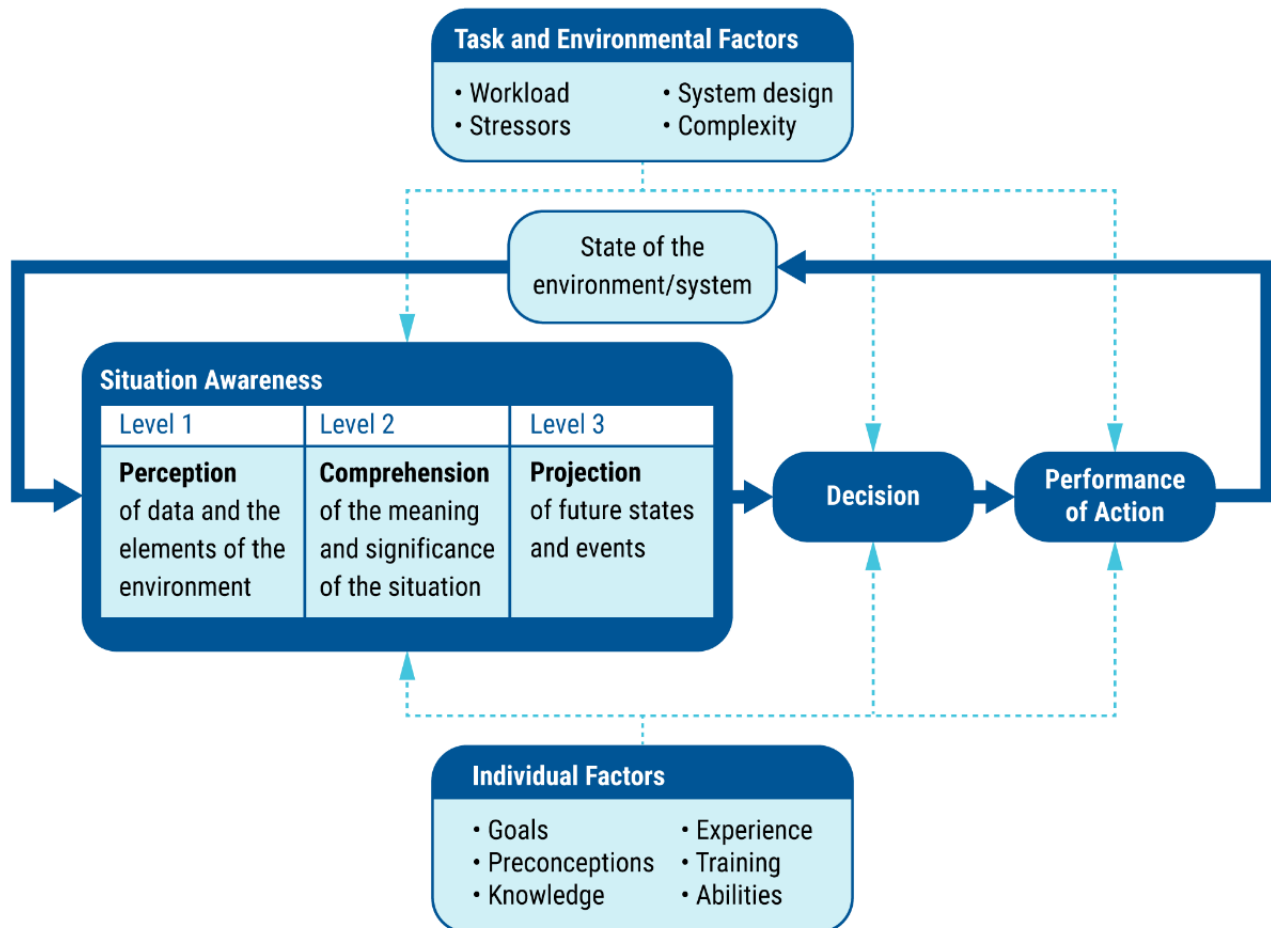 Task and Environmental Factors
• Workload
• Stressors
• System design
• Complexity
State of the
environment/system
Situation Awareness
Level 1
Perception
of data and the
elements of the
environment
Level 2
Comprehension
of the meaning
and significance
of the situation
Level 3
Projection
of future states
and events
Decision
Performance
of Action
Individual Factors
• Goals
• Preconceptions
• Knowledge
• Experience
• Training
• Abilities